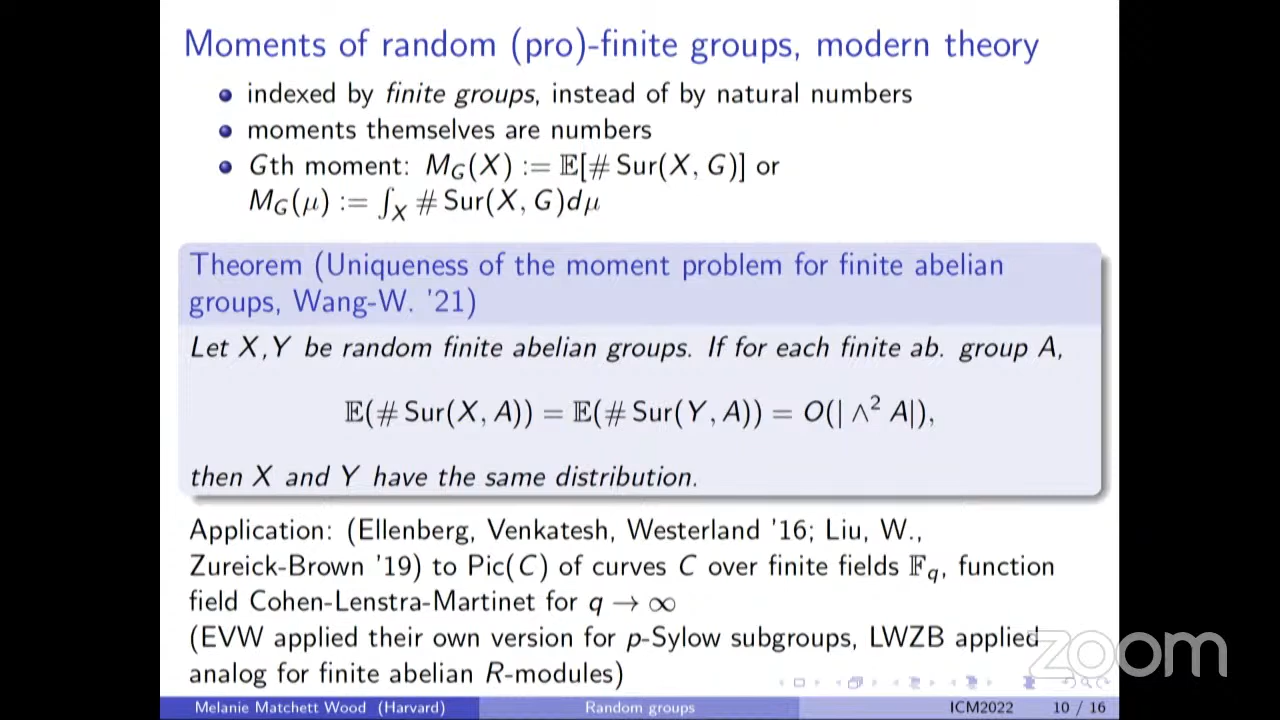 Moments of random (pro)-finite groups, modern theory
indexed by finite groups, instead of by natural numbers
moments themselves are numbers
Gth moment: M_G(X) := 𝔼[# Sur(X, G)] or
M_G(μ) := ∫_X # Sur(X, G)dμ
Theorem (Uniqueness of the moment problem for finite abelian
groups, Wang-W. '21)
Let X, Y be random finite abelian groups. If for each finite ab. group A,
𝔼(# Sur(X, A)) = 𝔼(# Sur(Y, A)) = O(| ∧² A|),
then X and Y have the same distribution.
Application: (Ellenberg, Venkatesh, Westerland '16; Liu, W.,
Zureick-Brown '19) to Pic(C) of curves C over finite fields 𝔽_q, function
field Cohen-Lenstra-Martinet for q → ∞
(EVW applied their own version for p-Sylow subgroups, LWZB applied
analog for finite abelian R-modules)
zoom
Melanie Matchett Wood (Harvard) Random groups ICM2022 10 / 16